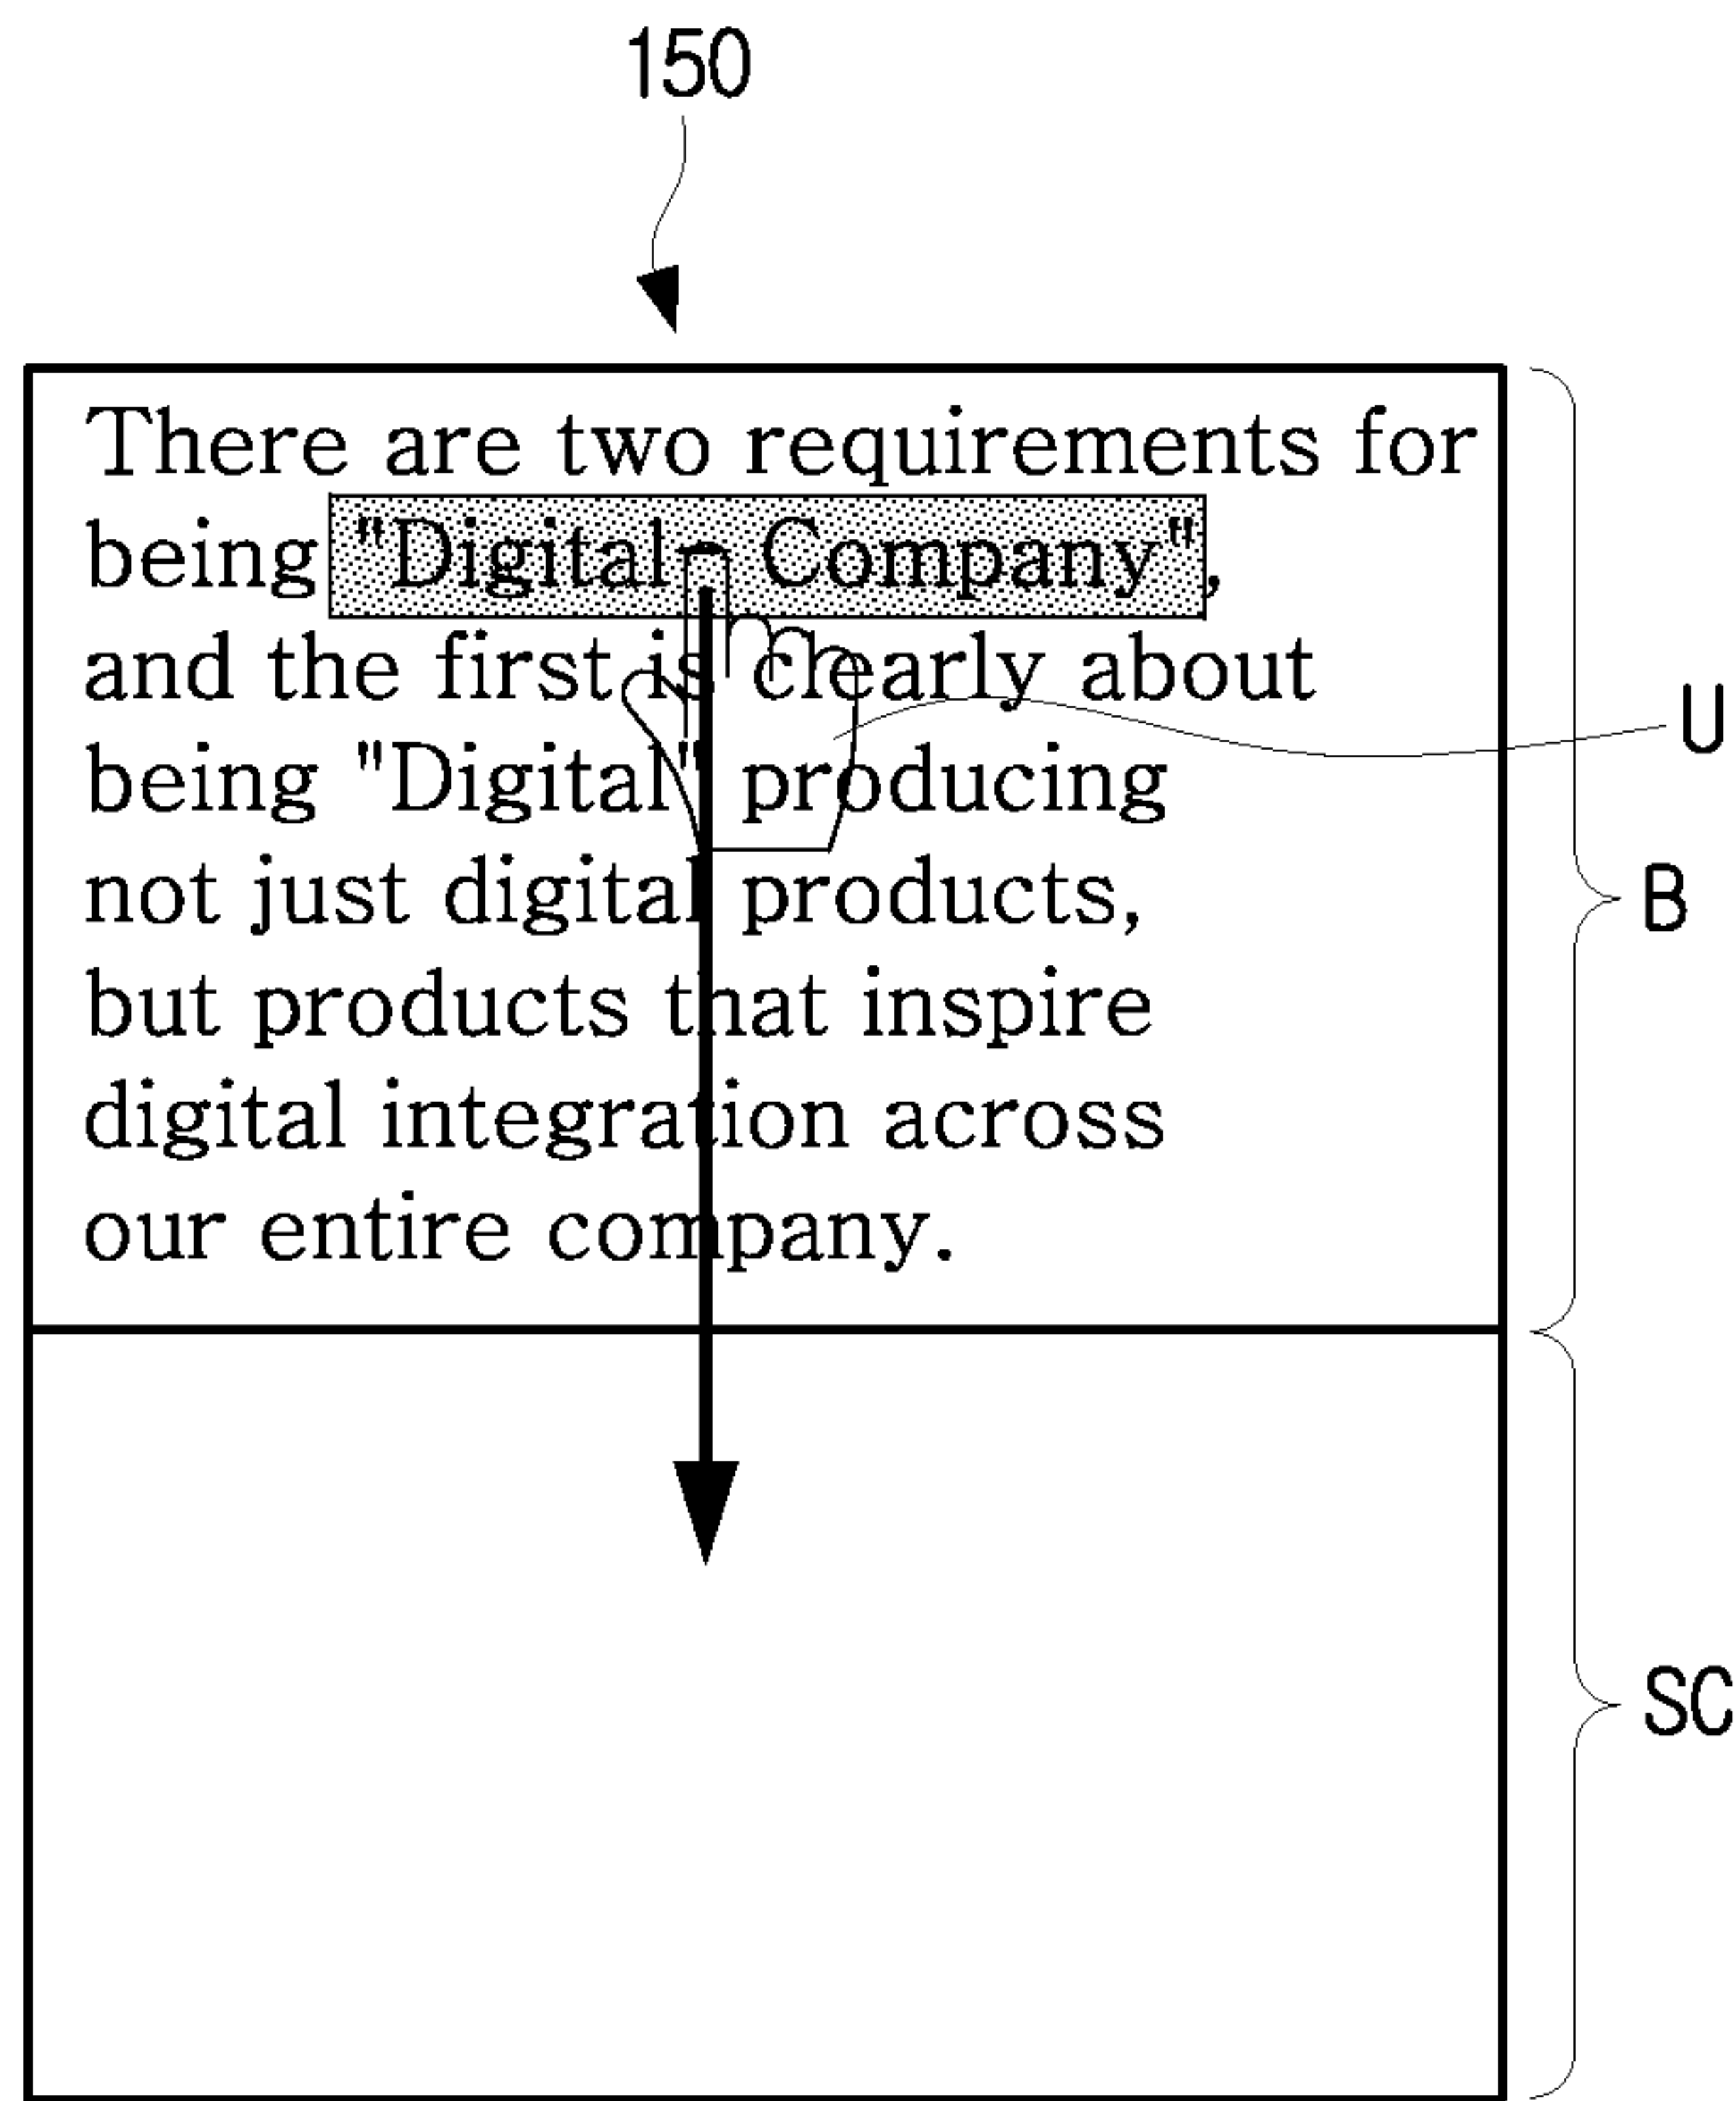 150
There are two requirements for
being "Digital Company",
and the first is clearly about
being "Digital" producing
not just digital products,
but products that inspire
digital integration across
our entire company.
U
B
SC